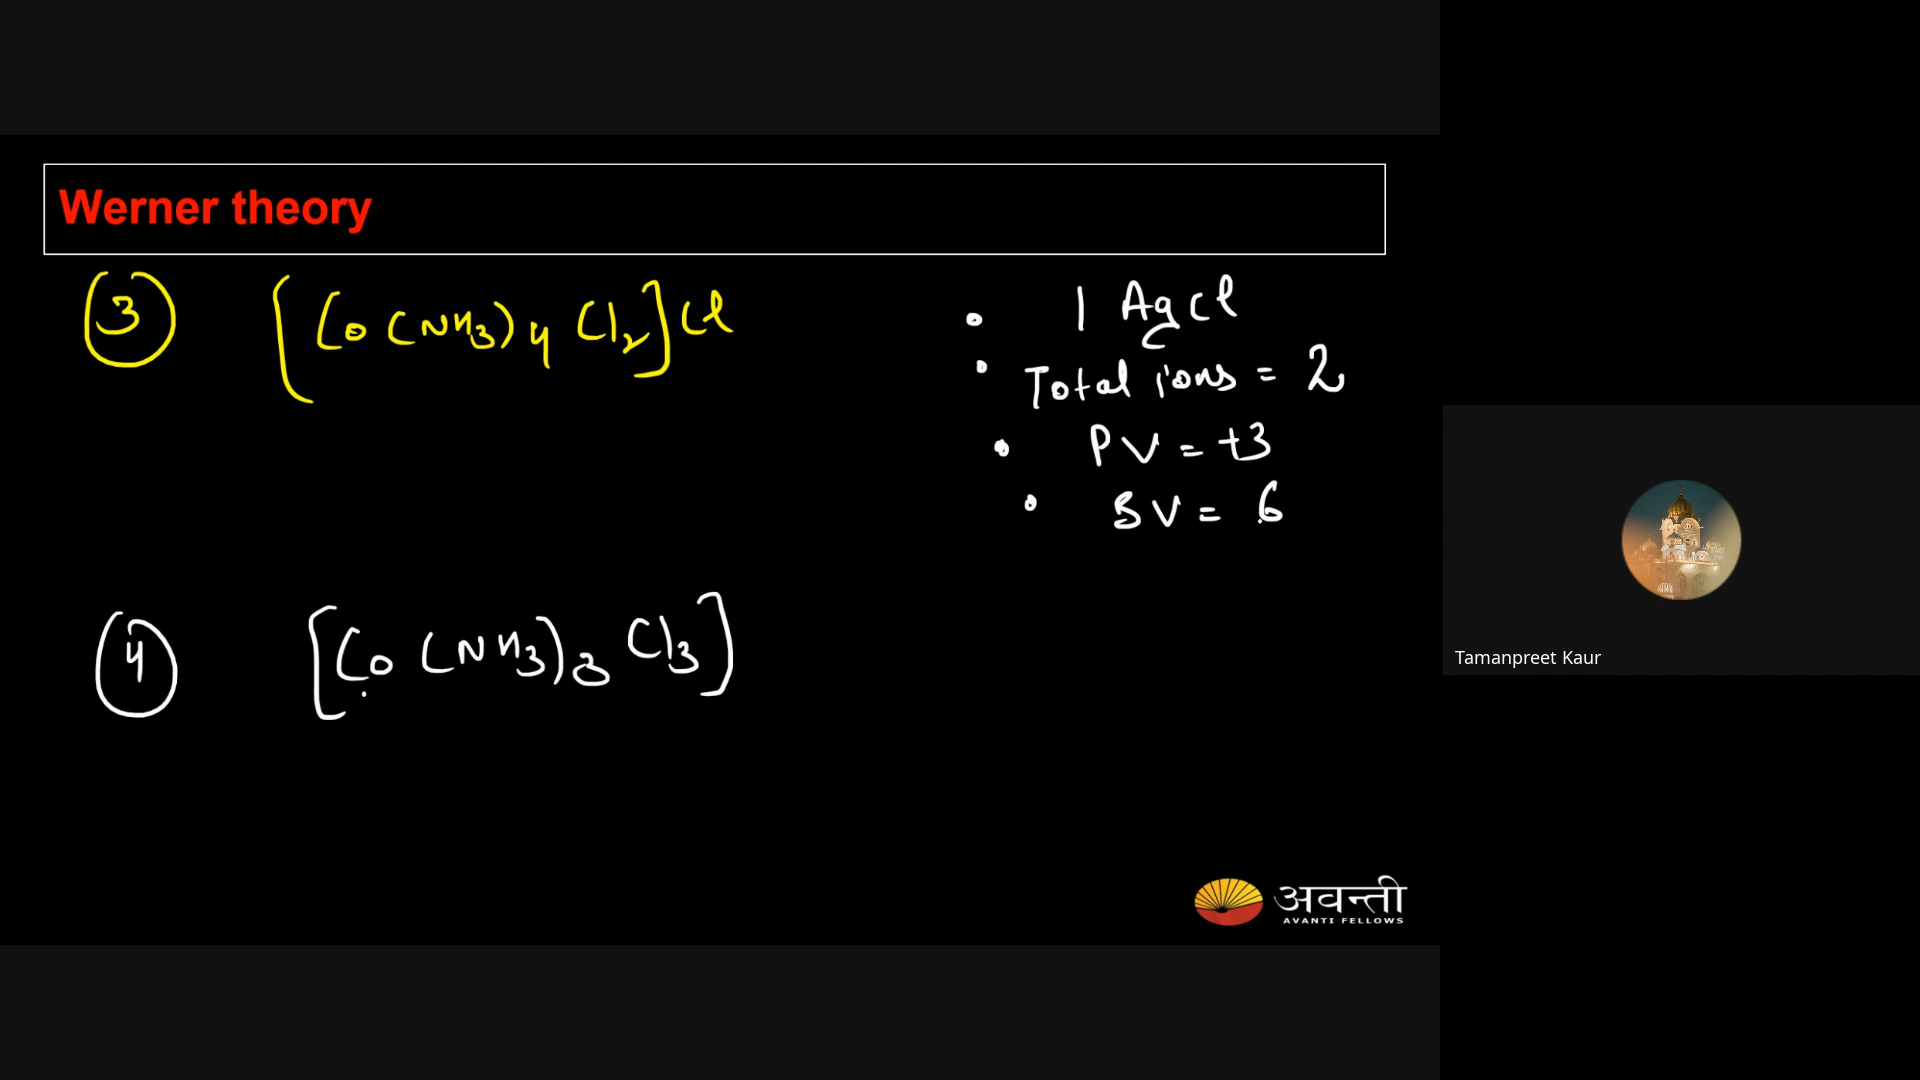 Werner theory
③ [Co(NH3)4Cl2]Cl
• 1 AgCl
• Total ions = 2
• PV = +3
• SV = 6
④ [Co(NH3)3Cl3]
Tamanpreet Kaur
अवन्ती
AVANTI FELLOWS